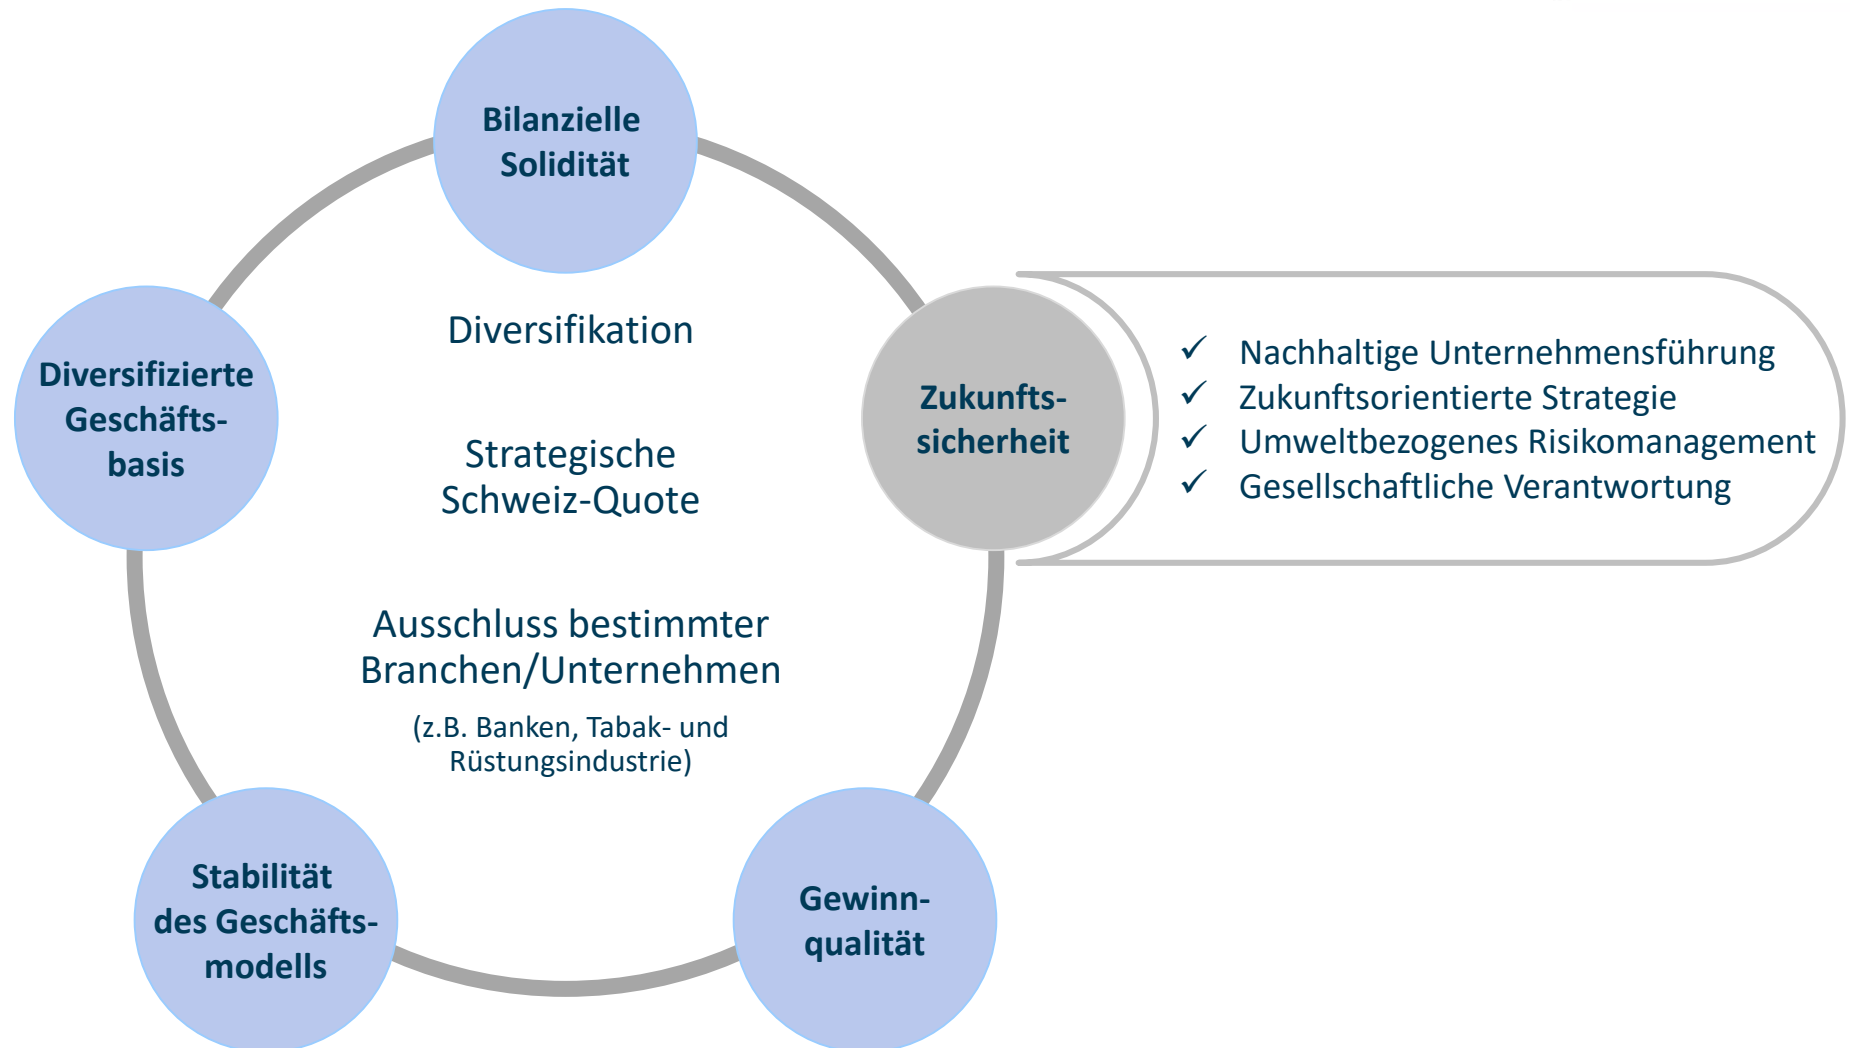 Bilanzielle
Solidität
Diversifikation
Diversifizierte
Geschäfts-
basis
Strategische
Schweiz-Quote
Zukunfts-
sicherheit
✓ Nachhaltige Unternehmensführung
✓ Zukunftsorientierte Strategie
✓ Umweltbezogenes Risikomanagement
✓ Gesellschaftliche Verantwortung
Ausschluss bestimmter
Branchen/Unternehmen
(z.B. Banken, Tabak- und
Rüstungsindustrie)
Stabilität
des Geschäfts-
modells
Gewinn-
qualität